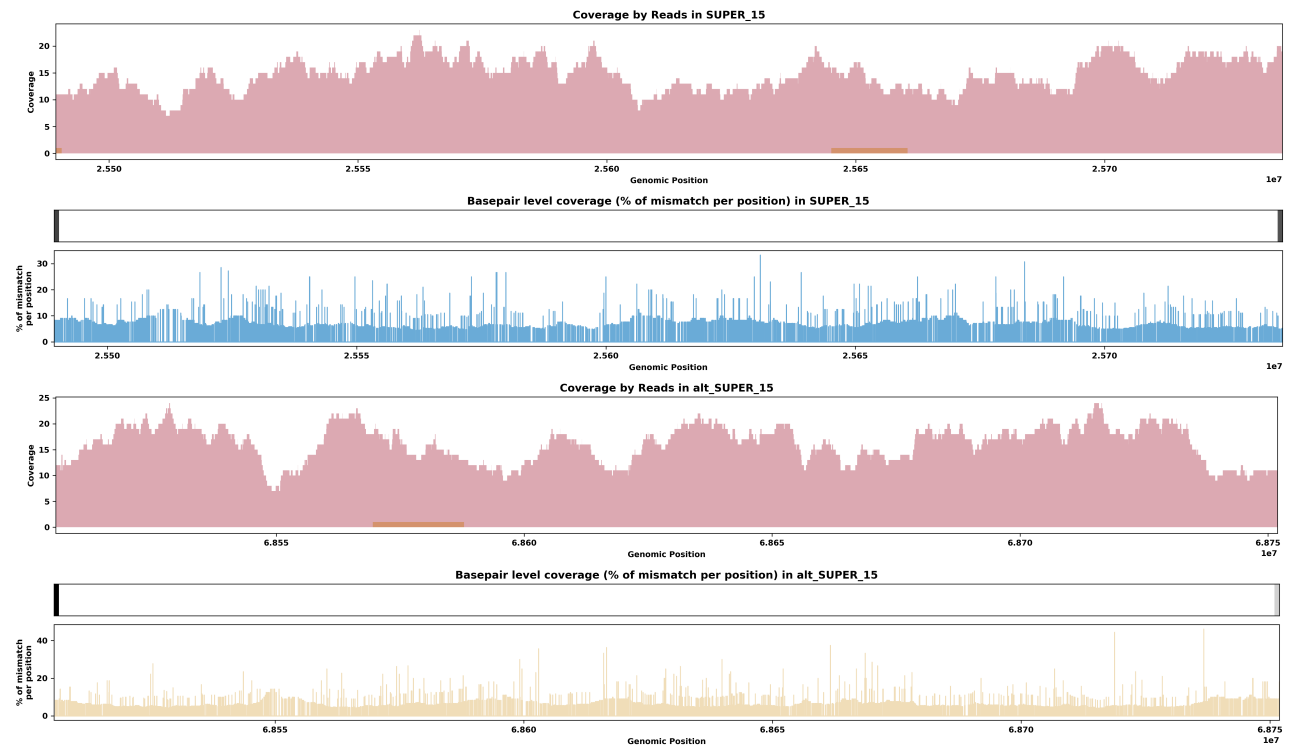 Coverage by Reads in SUPER_15
Coverage
20
15
10
5
0
2.550
2.555
2.560
2.565
2.570
Genomic Position
1e7
Basepair level coverage (% of mismatch per position) in SUPER_15
% of mismatch
per position
30
20
10
0
2.550
2.555
2.560
2.565
2.570
Genomic Position
1e7
Coverage by Reads in alt_SUPER_15
Coverage
25
20
15
10
5
0
6.855
6.860
6.865
6.870
6.875
Genomic Position
1e7
Basepair level coverage (% of mismatch per position) in alt_SUPER_15
% of mismatch
per position
40
20
0
6.855
6.860
6.865
6.870
6.875
Genomic Position
1e7